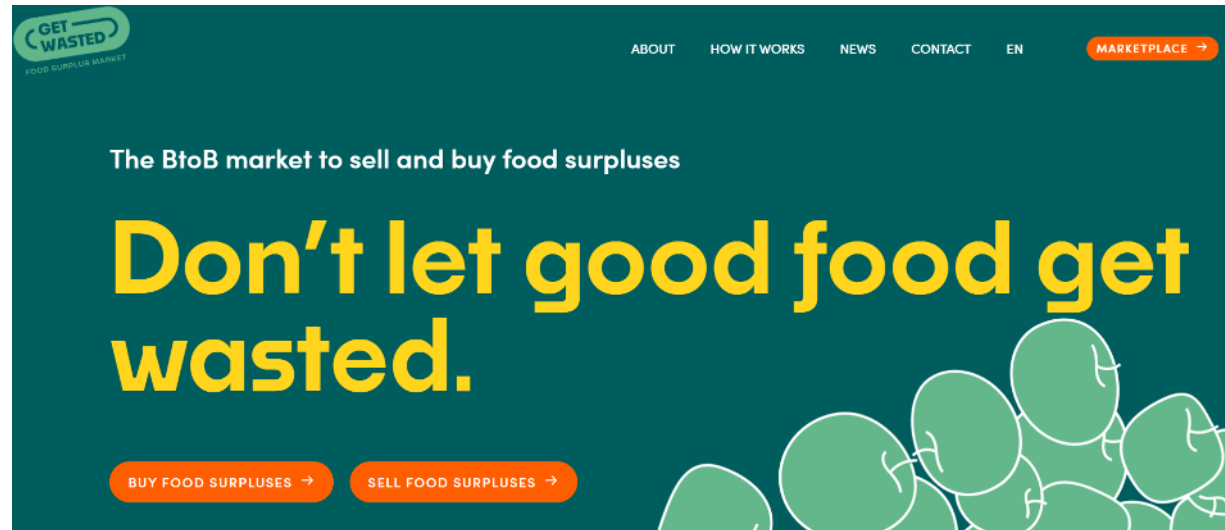 GET
WASTED
FOOD SURPLUS MARKET
ABOUT HOW IT WORKS NEWS CONTACT EN MARKETPLACE →
The BtoB market to sell and buy food surpluses
Don't let good food get
wasted.
BUY FOOD SURPLUSES → SELL FOOD SURPLUSES →